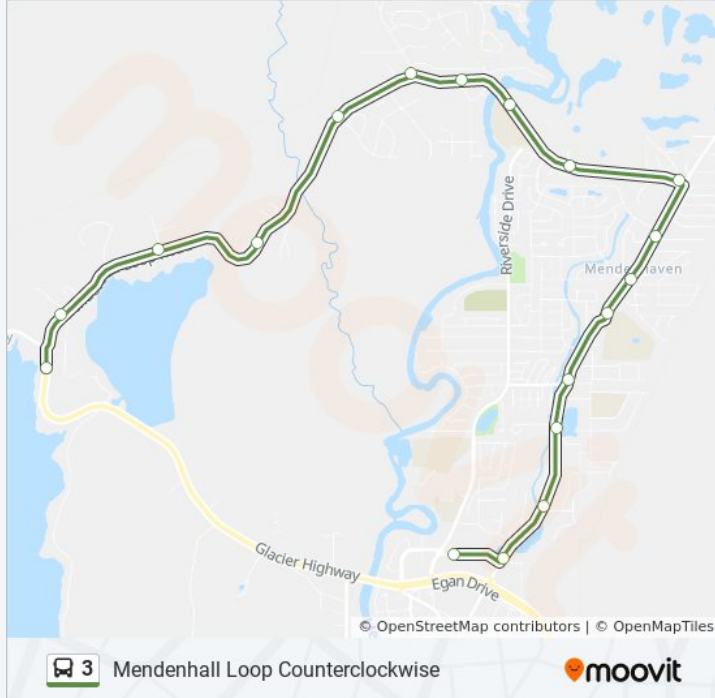 Riverside Drive
Mendenhaven
y
Glacier Highway
Egan Drive
© OpenStreetMap contributors | © OpenMapTiles
3 Mendenhall Loop Counterclockwise
moovit